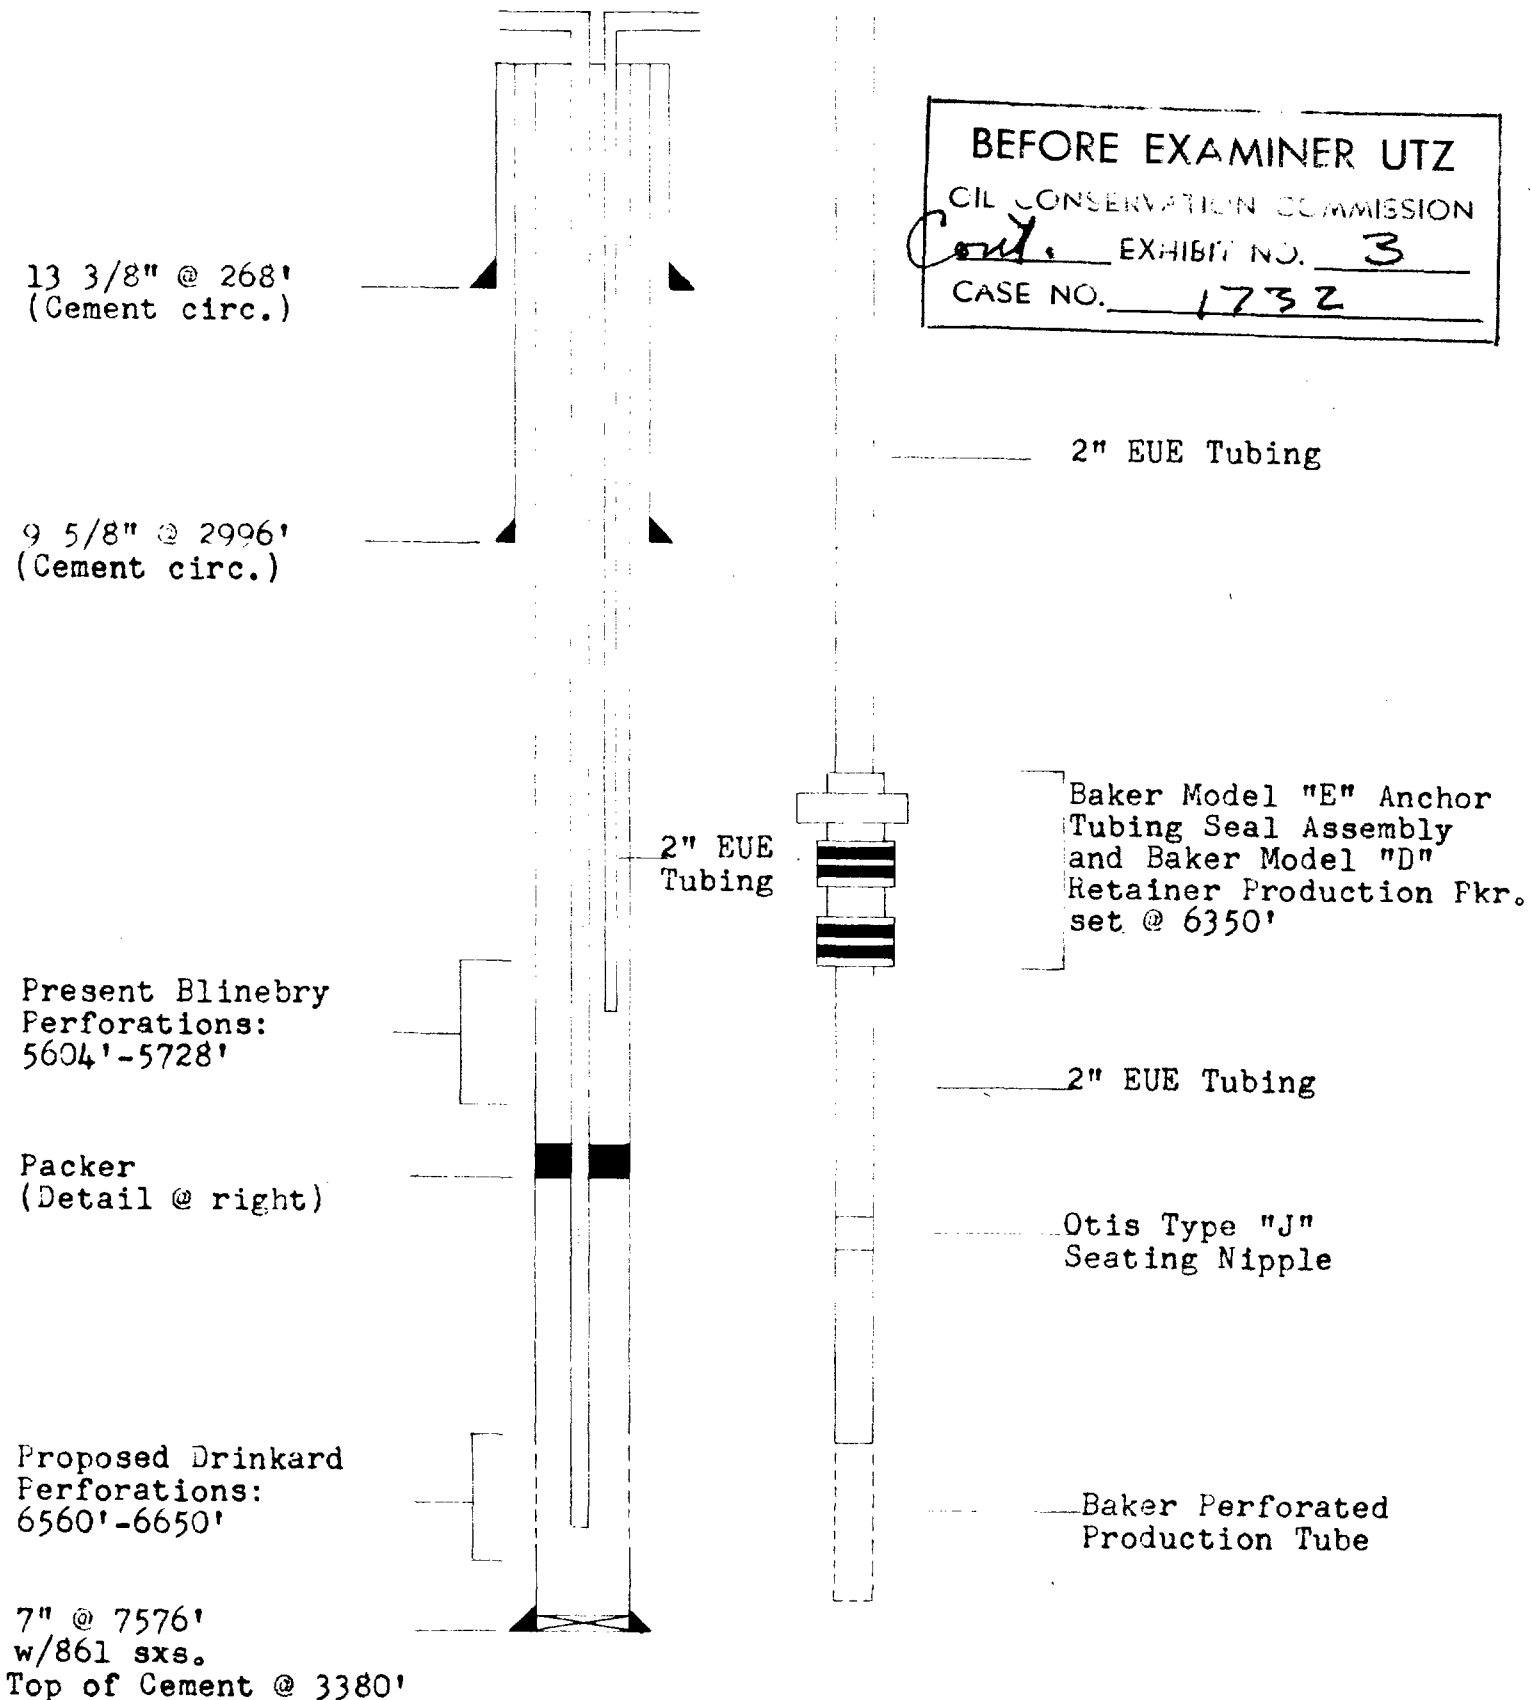 BEFORE EXAMINER UTZ
OIL CONSERVATION COMMISSION
Cont. EXHIBIT NO. 3
CASE NO. 1732
13 3/8" @ 268'
(Cement circ.)
2" EUE Tubing
9 5/8" @ 2996'
(Cement circ.)
Baker Model "E" Anchor
Tubing Seal Assembly
and Baker Model "D"
Retainer Production Pkr.
set @ 6350'
2" EUE
Tubing
Present Blinebry
Perforations:
5604'-5728'
2" EUE Tubing
Packer
(Detail @ right)
Otis Type "J"
Seating Nipple
Proposed Drinkard
Perforations:
6560'-6650'
Baker Perforated
Production Tube
7" @ 7576'
w/861 sxs.
Top of Cement @ 3380'